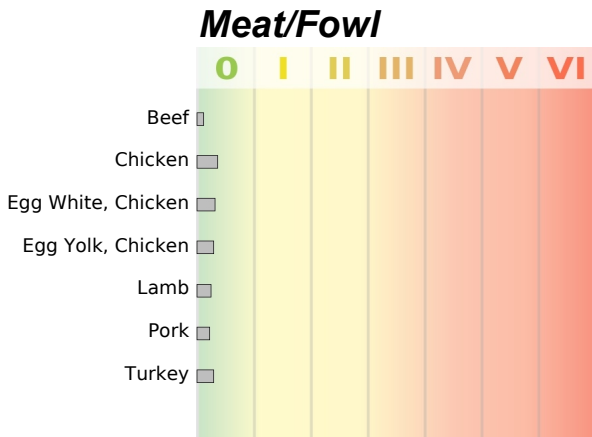 Meat/Fowl
0 I II III IV V VI
Beef
Chicken
Egg White, Chicken
Egg Yolk, Chicken
Lamb
Pork
Turkey